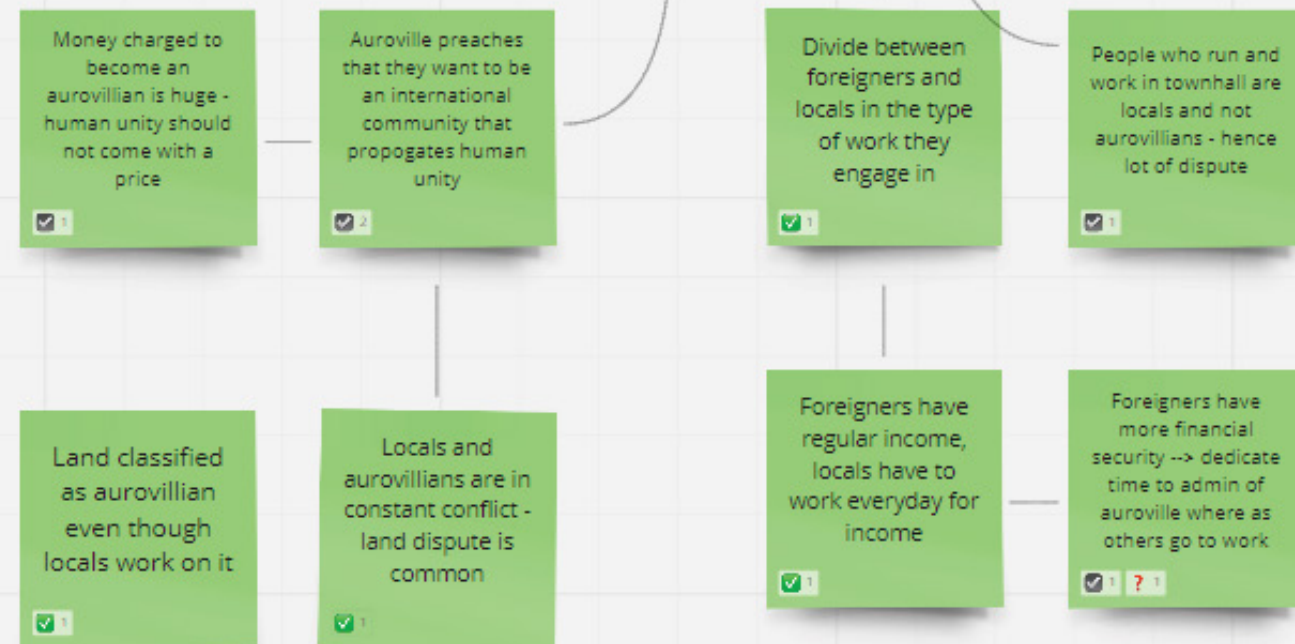 Money charged to
become an
aurovillian is huge -
human unity should
not come with a
price
1
Auroville preaches
that they want to be
an international
community that
propogates human
unity
2
Divide between
foreigners and
locals in the type
of work they
engage in
1
People who run and
work in townhall are
locals and not
aurovillians - hence
lot of dispute
1
Land classified
as aurovillian
even though
locals work on it
1
Locals and
aurovillians are in
constant conflict -
land dispute is
common
1
Foreigners have
regular income,
locals have to
work everyday for
income
1
Foreigners have
more financial
security --> dedicate
time to admin of
auroville where as
others go to work
1 ? 1